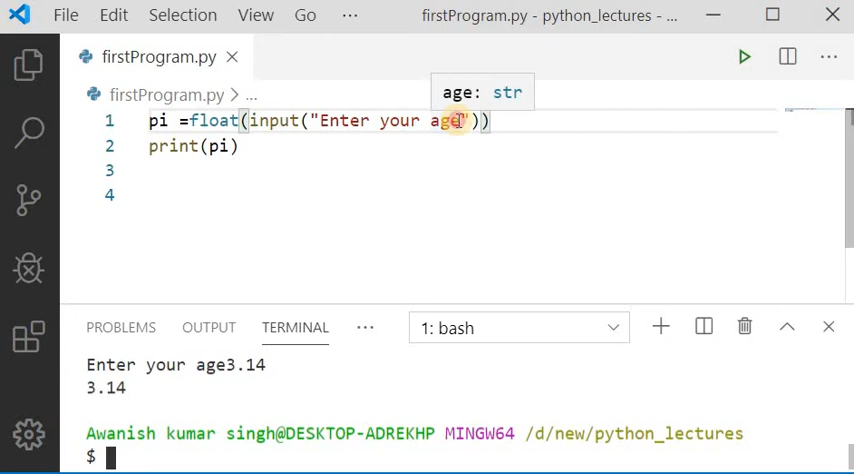 File Edit Selection View Go ··· firstProgram.py - python_lectures - ...
firstProgram.py ×
firstProgram.py > ...
age: str
1 pi =float(input("Enter your age"))
2 print(pi)
3
4
PROBLEMS OUTPUT TERMINAL ··· 1: bash
Enter your age3.14
3.14
Awanish kumar singh@DESKTOP-ADREKHP MINGW64 /d/new/python_lectures
$